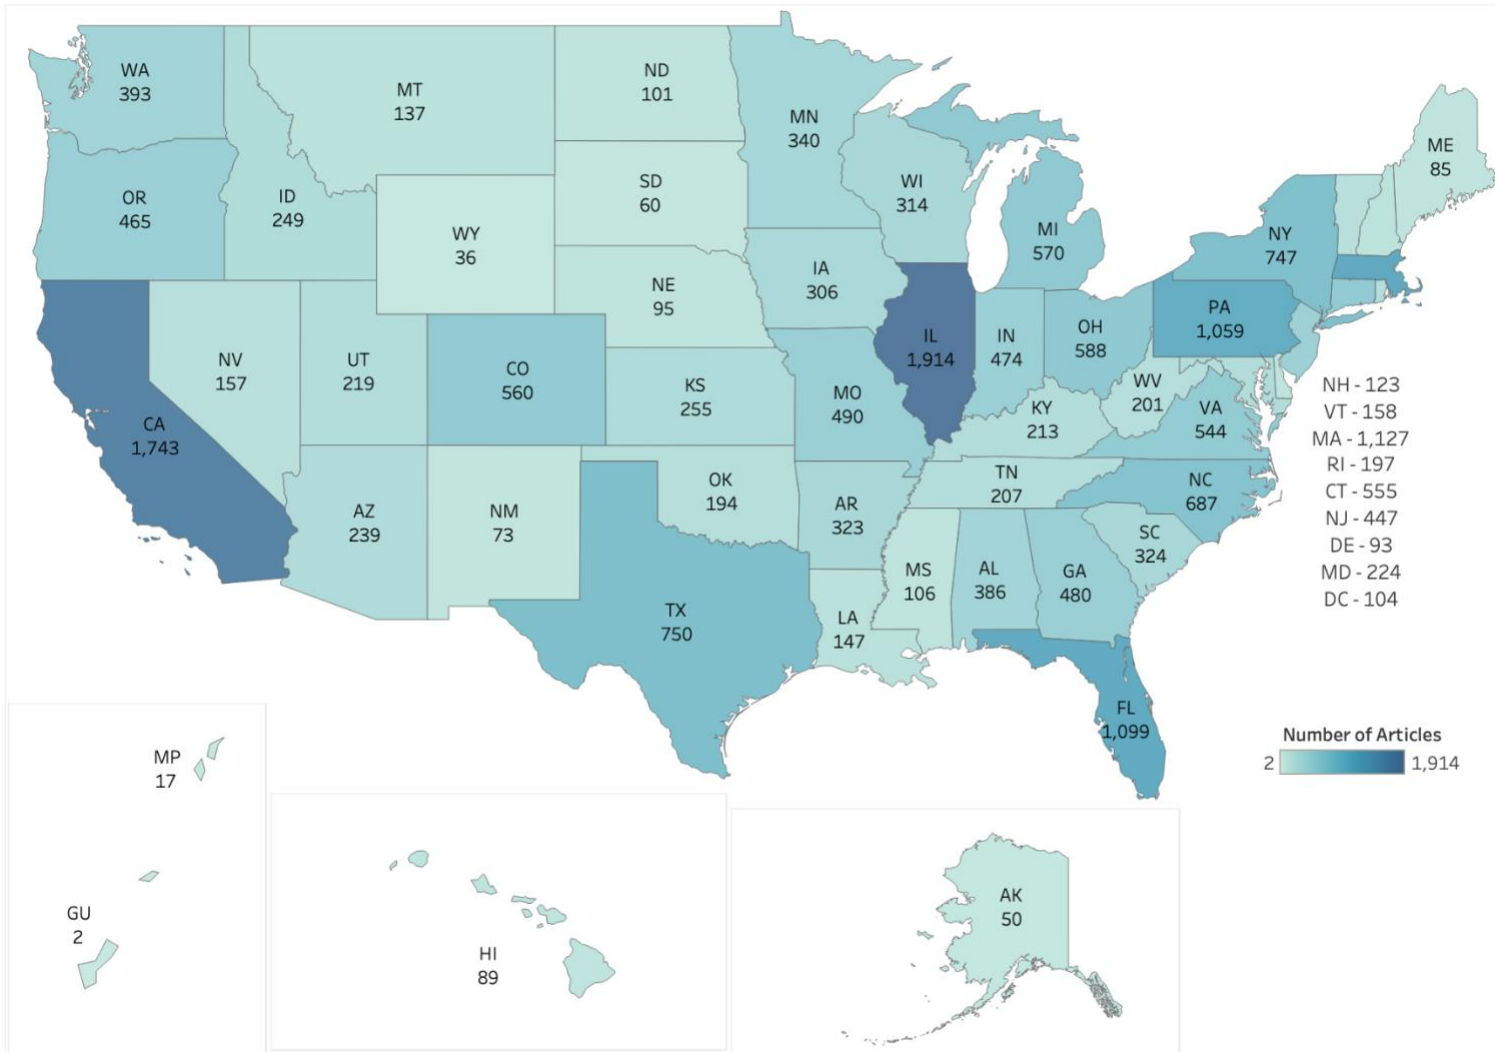 WA
393
MT
137
ND
101
MN
340
ME
85
OR
465
ID
249
SD
60
WI
314
MI
570
NY
747
WY
36
NE
95
IA
306
PA
1,059
IL
1,914
IN
474
OH
588
NV
157
UT
219
CO
560
KS
255
MO
490
KY
213
WV
201
VA
544
NH - 123
VT - 158
MA - 1,127
RI - 197
CT - 555
NJ - 447
DE - 93
MD - 224
DC - 104
CA
1,743
AZ
239
NM
73
OK
194
AR
323
TN
207
NC
687
SC
324
MS
106
AL
386
GA
480
TX
750
LA
147
FL
1,099
Number of Articles
2 1,914
MP
17
GU
2
HI
89
AK
50